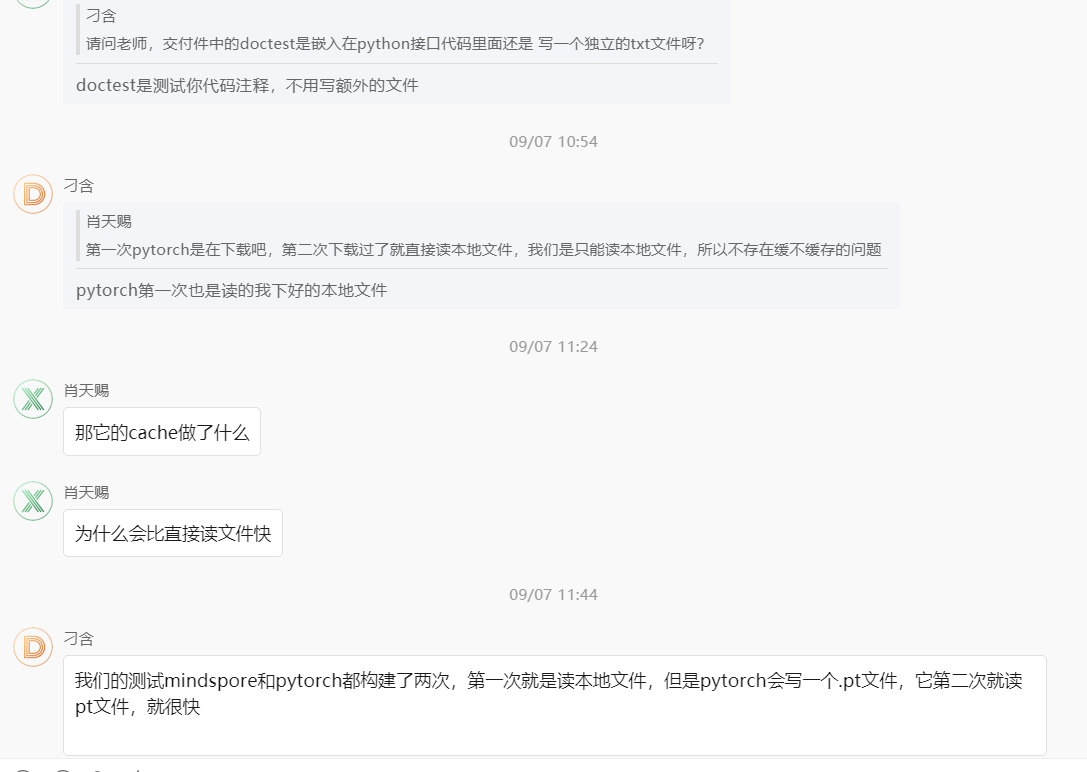 刁含
请问老师，交付件中的doctest是嵌入在python接口代码里面还是 写一个独立的txt文件呀?
doctest是测试你代码注释，不用写额外的文件
09/07 10:54
刁含
肖天赐
第一次pytorch是在下载吧，第二次下载过了就直接读本地文件，我们是只能读本地文件，所以不存在缓不缓存的问题
pytorch第一次也是读的我下好的本地文件
09/07 11:24
肖天赐
那它的cache做了什么
肖天赐
为什么会比直接读文件快
09/07 11:44
刁含
我们的测试mindspore和pytorch都构建了两次，第一次就是读本地文件，但是pytorch会写一个.pt文件，它第二次就读
pt文件，就很快